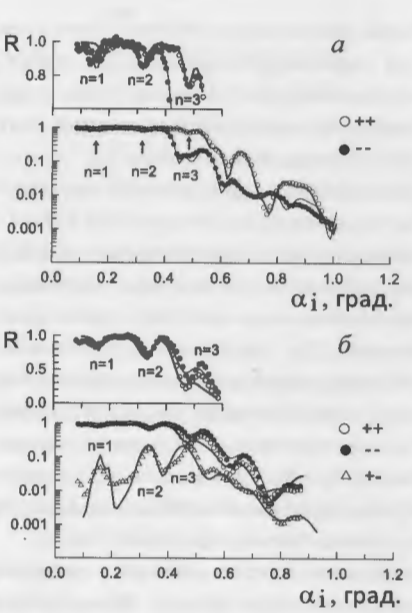 R
1.0
0.8
n=1
n=2
n=3
а
1
0.1
0.01
0.001
n=1
n=2
n=3
++
--
0.0 0.2 0.4 0.6 0.8 1.0
αi, град.
R
1.0
0.5
0.0
n=1
n=2
n=3
б
1
0.1
0.01
0.001
n=1
n=2
n=3
++
--
+-
0.0 0.2 0.4 0.6 0.8 1.0 1.2
αi, град.